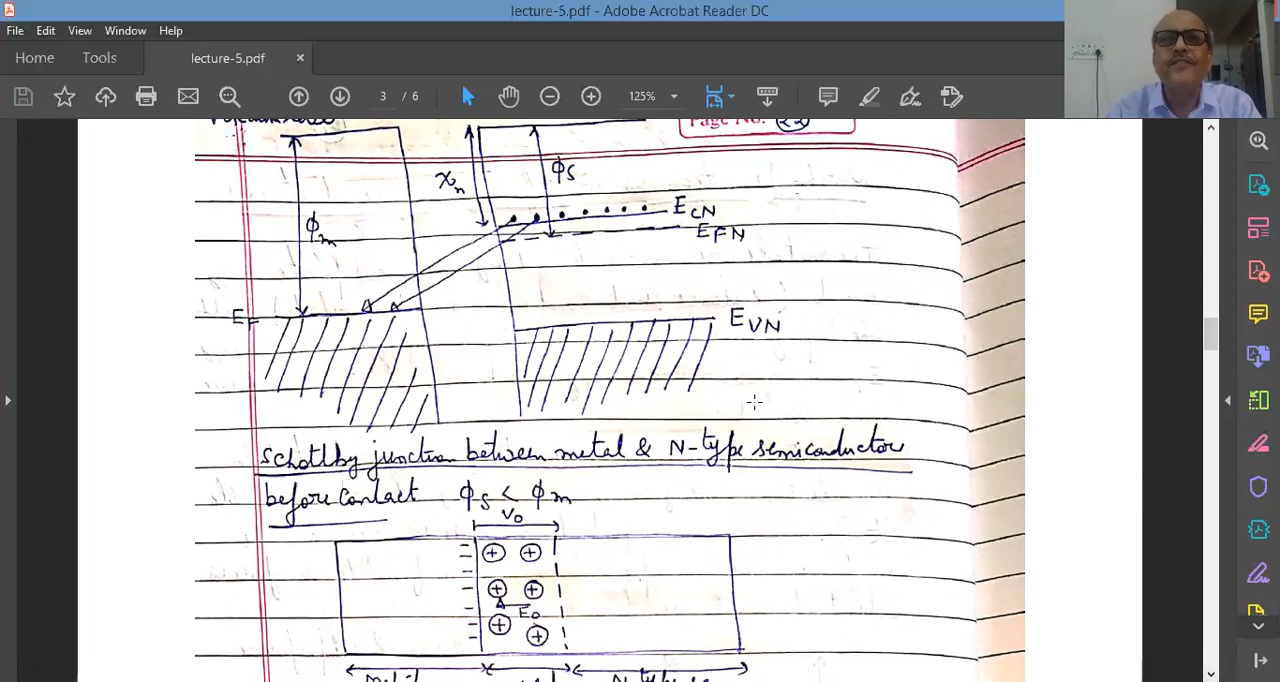 lecture-5.pdf - Adobe Acrobat Reader DC
File Edit View Window Help
Home Tools lecture-5.pdf ×
3 / 6 125%
Page No. 22
ϕm
χn
ϕs
ECN
EFN
EF
EVN
Schottby junction between metal & N-type semiconductor
before contact ϕs < ϕm
V0
E0